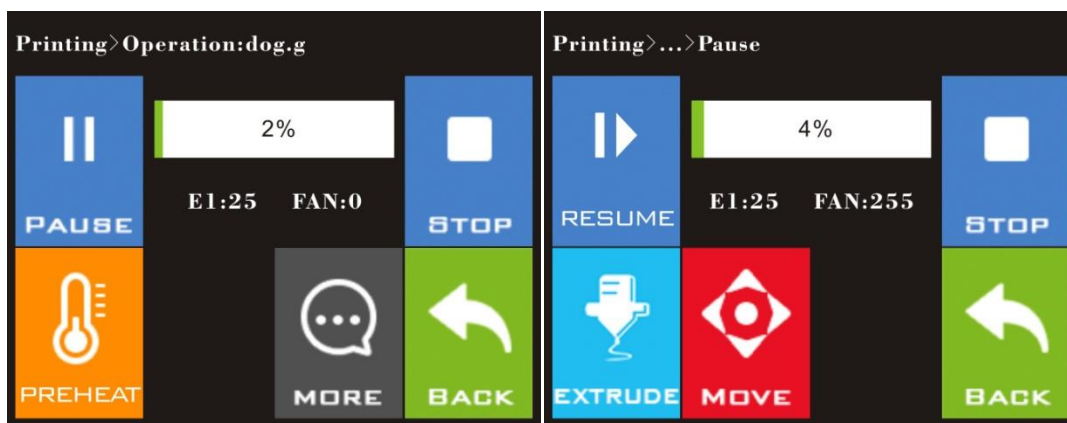 Printing>Operation:dog.g
2%
E1:25 FAN:0
PAUSE
STOP
PREHEAT
MORE
BACK
Printing>...>Pause
4%
E1:25 FAN:255
RESUME
STOP
EXTRUDE
MOVE
BACK